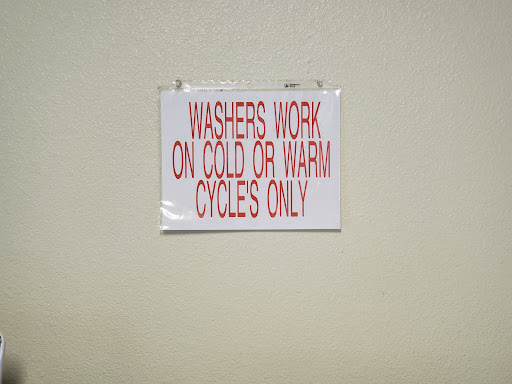 WASHERS WORK
ON COLD OR WARM
CYCLE'S ONLY